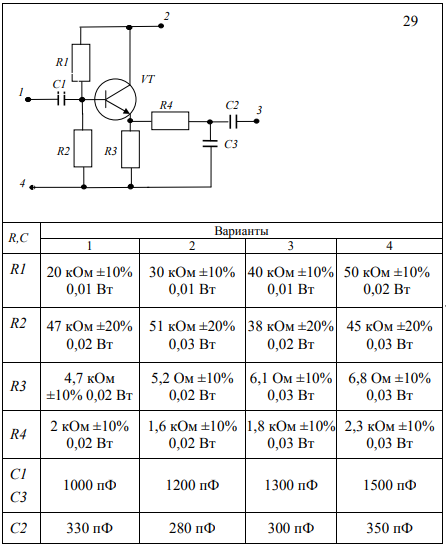 29
2
R1
C1
VT
1
R4
C2
3
R2
R3
C3
4
R,C
Варианты
1 2 3 4
R1
20 кОм ±10%
0,01 Вт
30 кОм ±10%
0,01 Вт
40 кОм ±10%
0,01 Вт
50 кОм ±10%
0,02 Вт
R2
47 кОм ±20%
0,02 Вт
51 кОм ±20%
0,03 Вт
38 кОм ±20%
0,02 Вт
45 кОм ±20%
0,03 Вт
R3
4,7 кОм
±10% 0,02 Вт
5,2 Ом ±10%
0,02 Вт
6,1 Ом ±10%
0,03 Вт
6,8 Ом ±10%
0,03 Вт
R4
2 кОм ±10%
0,02 Вт
1,6 кОм ±10%
0,02 Вт
1,8 кОм ±10%
0,03 Вт
2,3 кОм ±10%
0,03 Вт
C1
C3
1000 пФ
1200 пФ
1300 пФ
1500 пФ
C2
330 пФ
280 пФ
300 пФ
350 пФ